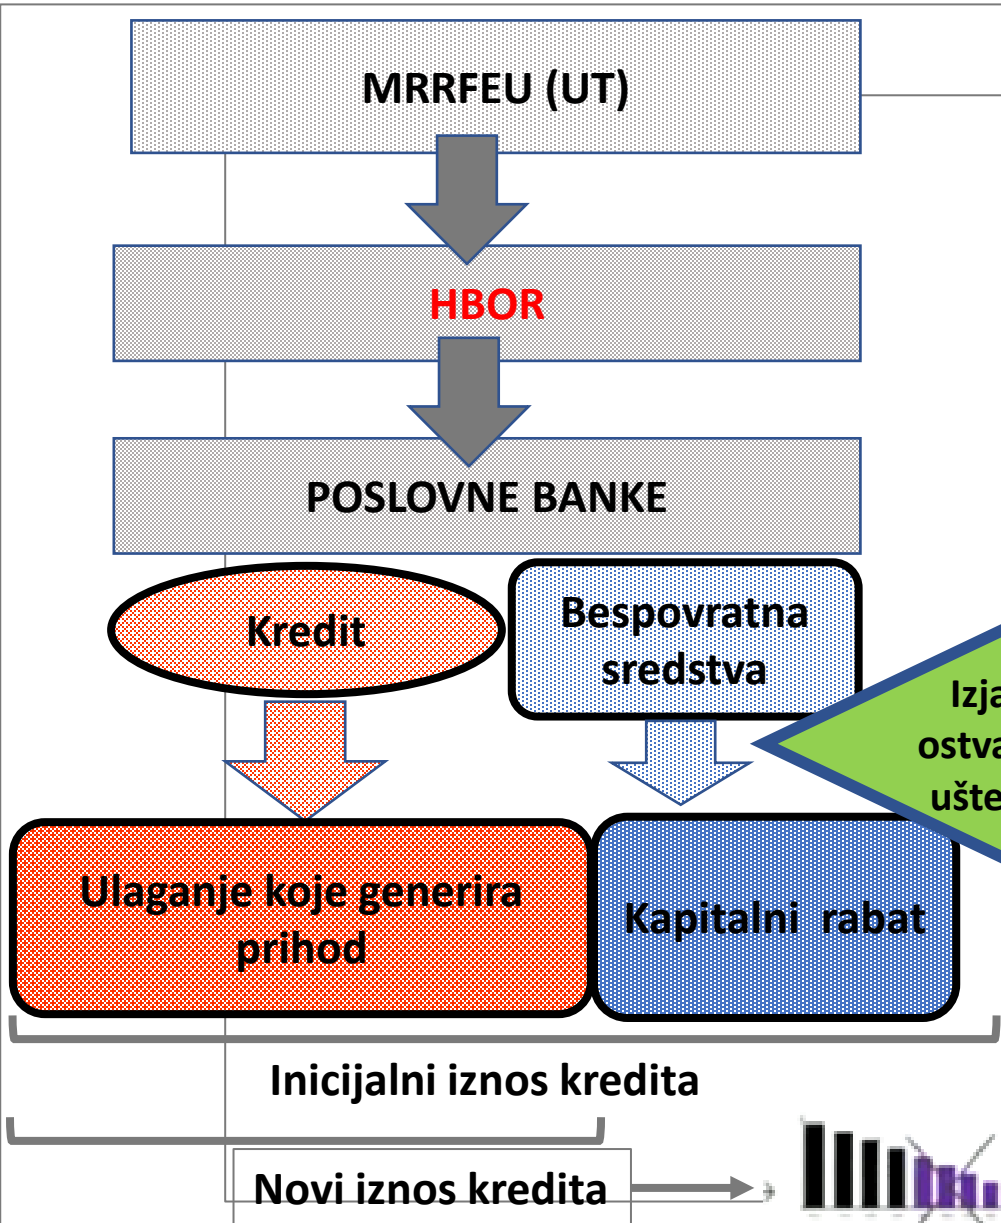 MRRFEU (UT)
HBOR
POSLOVNE BANKE
Kredit
Bespovratna
sredstva
Ulaganje koje generira
prihod
Kapitalni rabat
Inicijalni iznos kredita
Novi iznos kredita